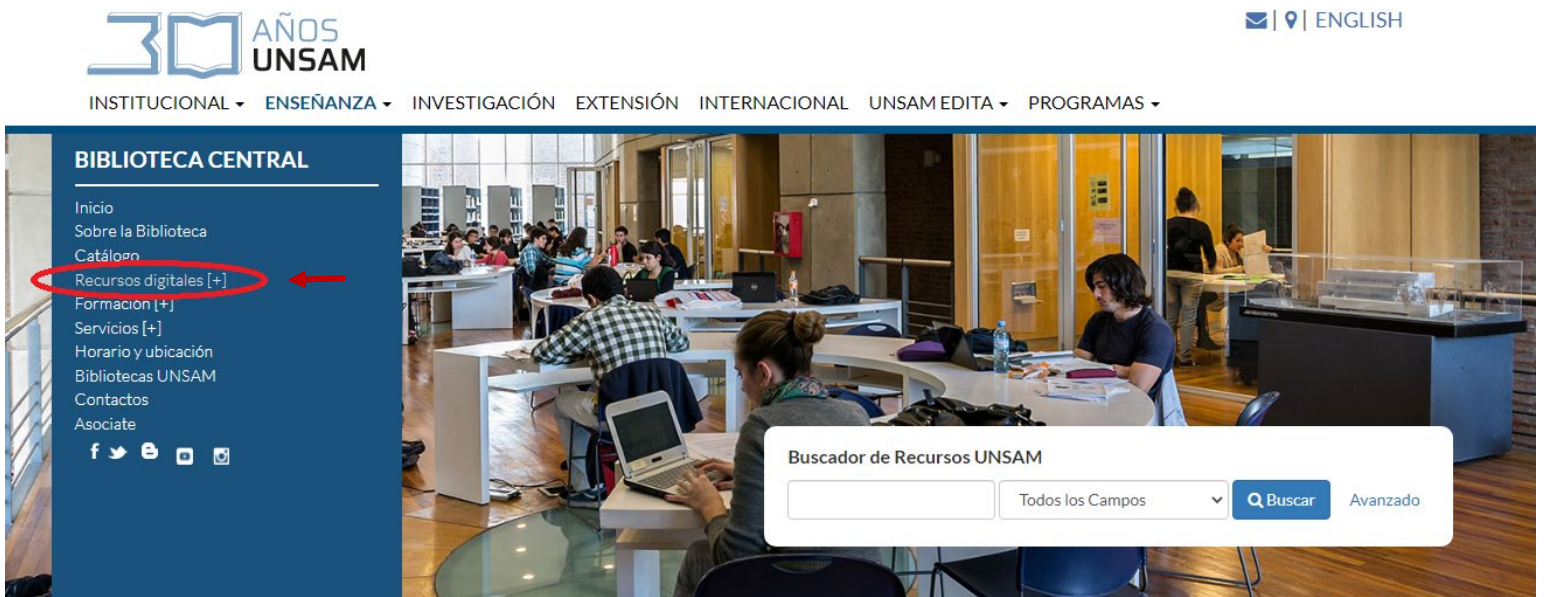 30 AÑOS
UNSAM
ENGLISH
INSTITUCIONAL ENSEÑANZA INVESTIGACIÓN EXTENSIÓN INTERNACIONAL UNSAM EDITA PROGRAMAS
BIBLIOTECA CENTRAL
Inicio
Sobre la Biblioteca
Catálogo
Recursos digitales [+]
Formación [+]
Servicios [+]
Horario y ubicación
Bibliotecas UNSAM
Contactos
Asociate
Buscador de Recursos UNSAM
Todos los Campos Buscar Avanzado